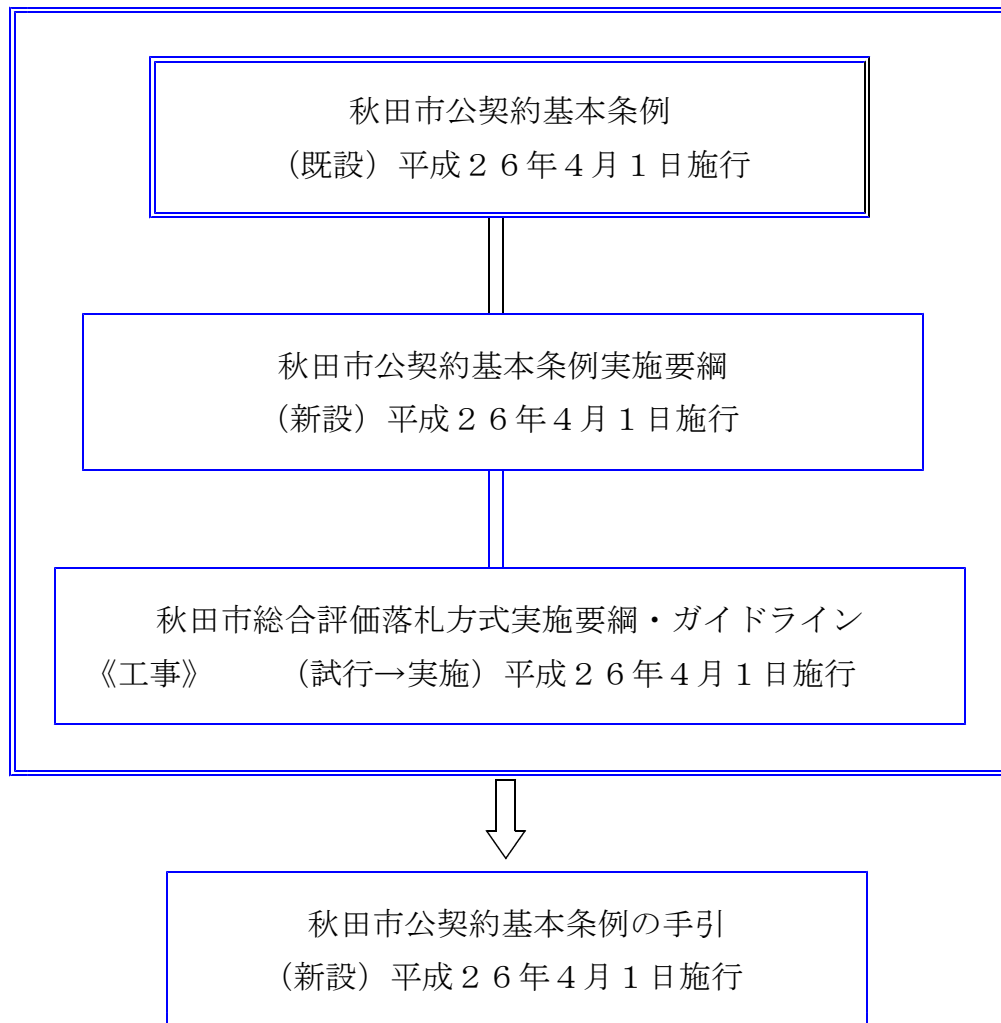 秋田市公契約基本条例
（既設）平成２６年４月１日施行
秋田市公契約基本条例実施要綱
（新設）平成２６年４月１日施行
秋田市総合評価落札方式実施要綱・ガイドライン
《工事》　　（試行→実施）平成２６年４月１日施行
秋田市公契約基本条例の手引
（新設）平成２６年４月１日施行